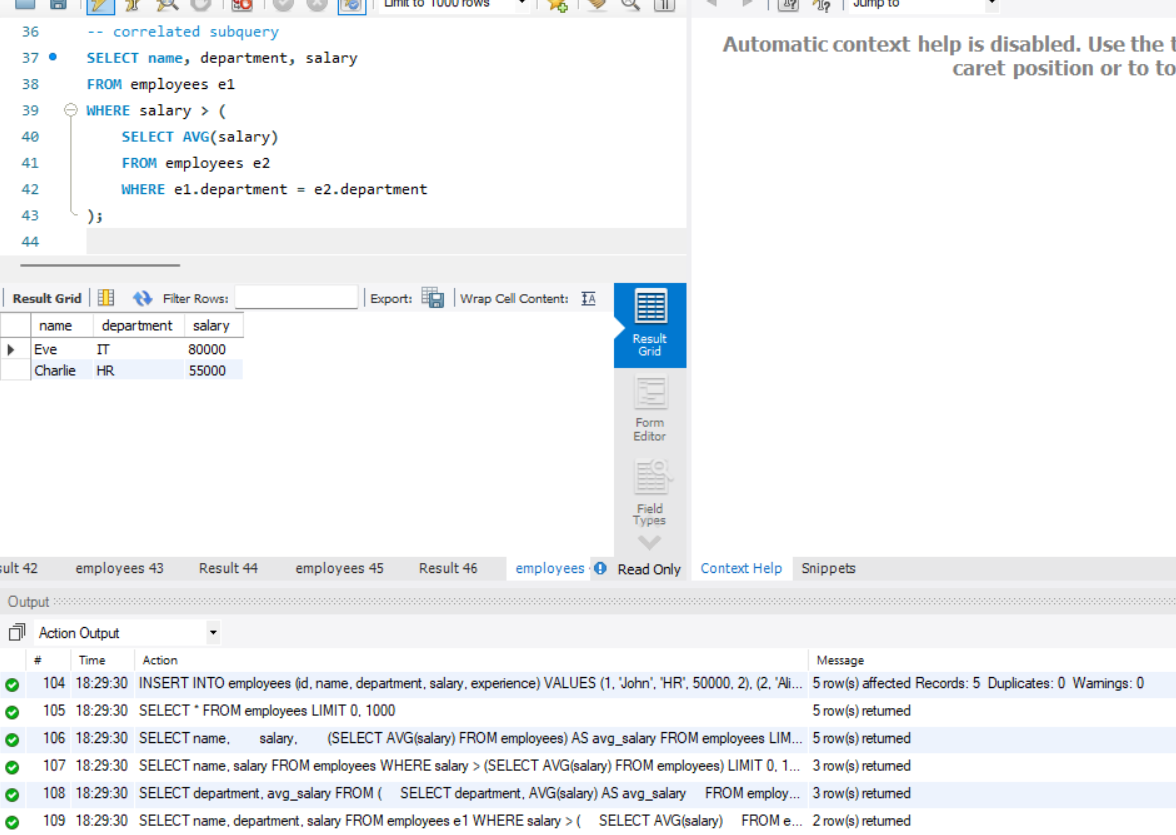 Limit to 1000 rows
Jump to
36 -- correlated subquery
37 SELECT name, department, salary
38 FROM employees e1
39 WHERE salary > (
40 SELECT AVG(salary)
41 FROM employees e2
42 WHERE e1.department = e2.department
43 );
44
Automatic context help is disabled. Use the
caret position or to
Result Grid Filter Rows: Export: Wrap Cell Content: IA
name department salary
Eve IT 80000
Charlie HR 55000
Result
Grid
Form
Editor
Field
Types
42 employees 43 Result 44 employees 45 Result 46 employees Read Only Context Help Snippets
Output
Action Output
# Time Action Message
104 18:29:30 INSERT INTO employees (id, name, department, salary, experience) VALUES (1, 'John', 'HR', 50000, 2), (2, 'Ali... 5 row(s) affected Records: 5 Duplicates: 0 Warnings: 0
105 18:29:30 SELECT * FROM employees LIMIT 0, 1000 5 row(s) returned
106 18:29:30 SELECT name, salary, (SELECT AVG(salary) FROM employees) AS avg_salary FROM employees LIM... 5 row(s) returned
107 18:29:30 SELECT name, salary FROM employees WHERE salary > (SELECT AVG(salary) FROM employees) LIMIT 0, 1... 3 row(s) returned
108 18:29:30 SELECT department, avg_salary FROM ( SELECT department, AVG(salary) AS avg_salary FROM employ... 3 row(s) returned
109 18:29:30 SELECT name, department, salary FROM employees e1 WHERE salary > ( SELECT AVG(salary) FROM e... 2 row(s) returned